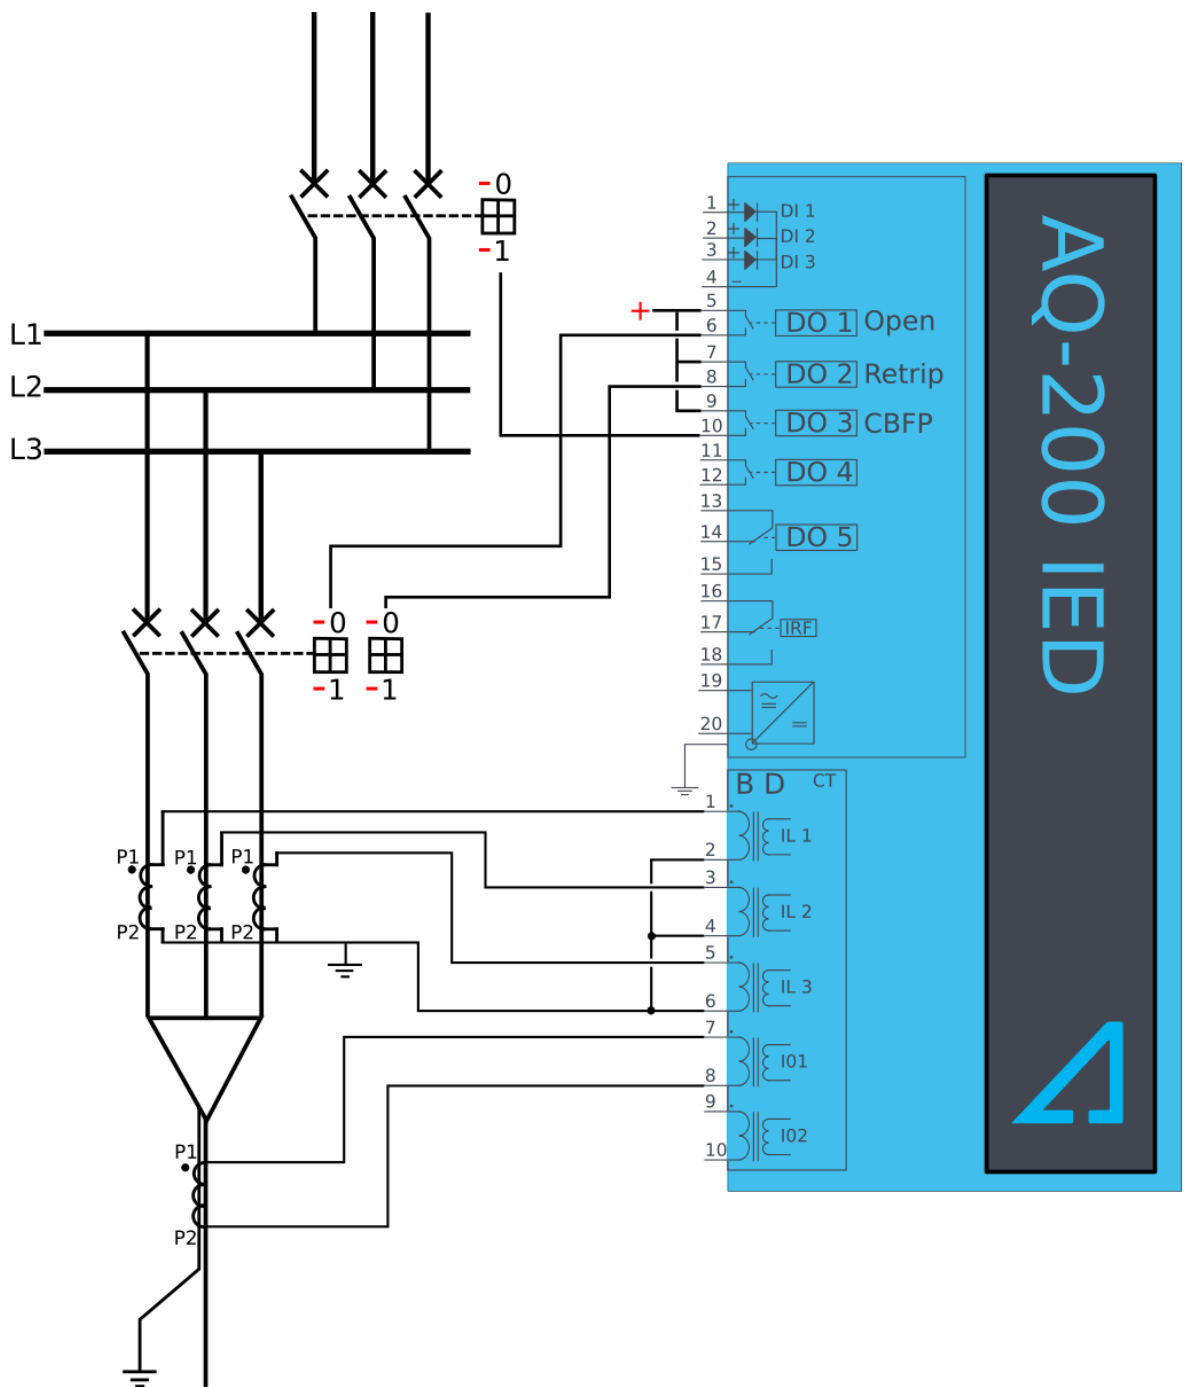 -0
-1
L1
L2
L3
-0
-0
-1
-1
P1
P1
P1
P2
P2
P2
P1
P2
+
1
+
DI 1
2
+
DI 2
3
+
DI 3
4
−
5
6
DO 1 Open
7
8
DO 2 Retrip
9
10
DO 3 CBFP
11
12
DO 4
13
14
DO 5
15
16
17
IRF
18
19
20
B D
CT
1
IL 1
2
3
IL 2
4
5
IL 3
6
7
I01
8
9
I02
10
AQ-200 IED